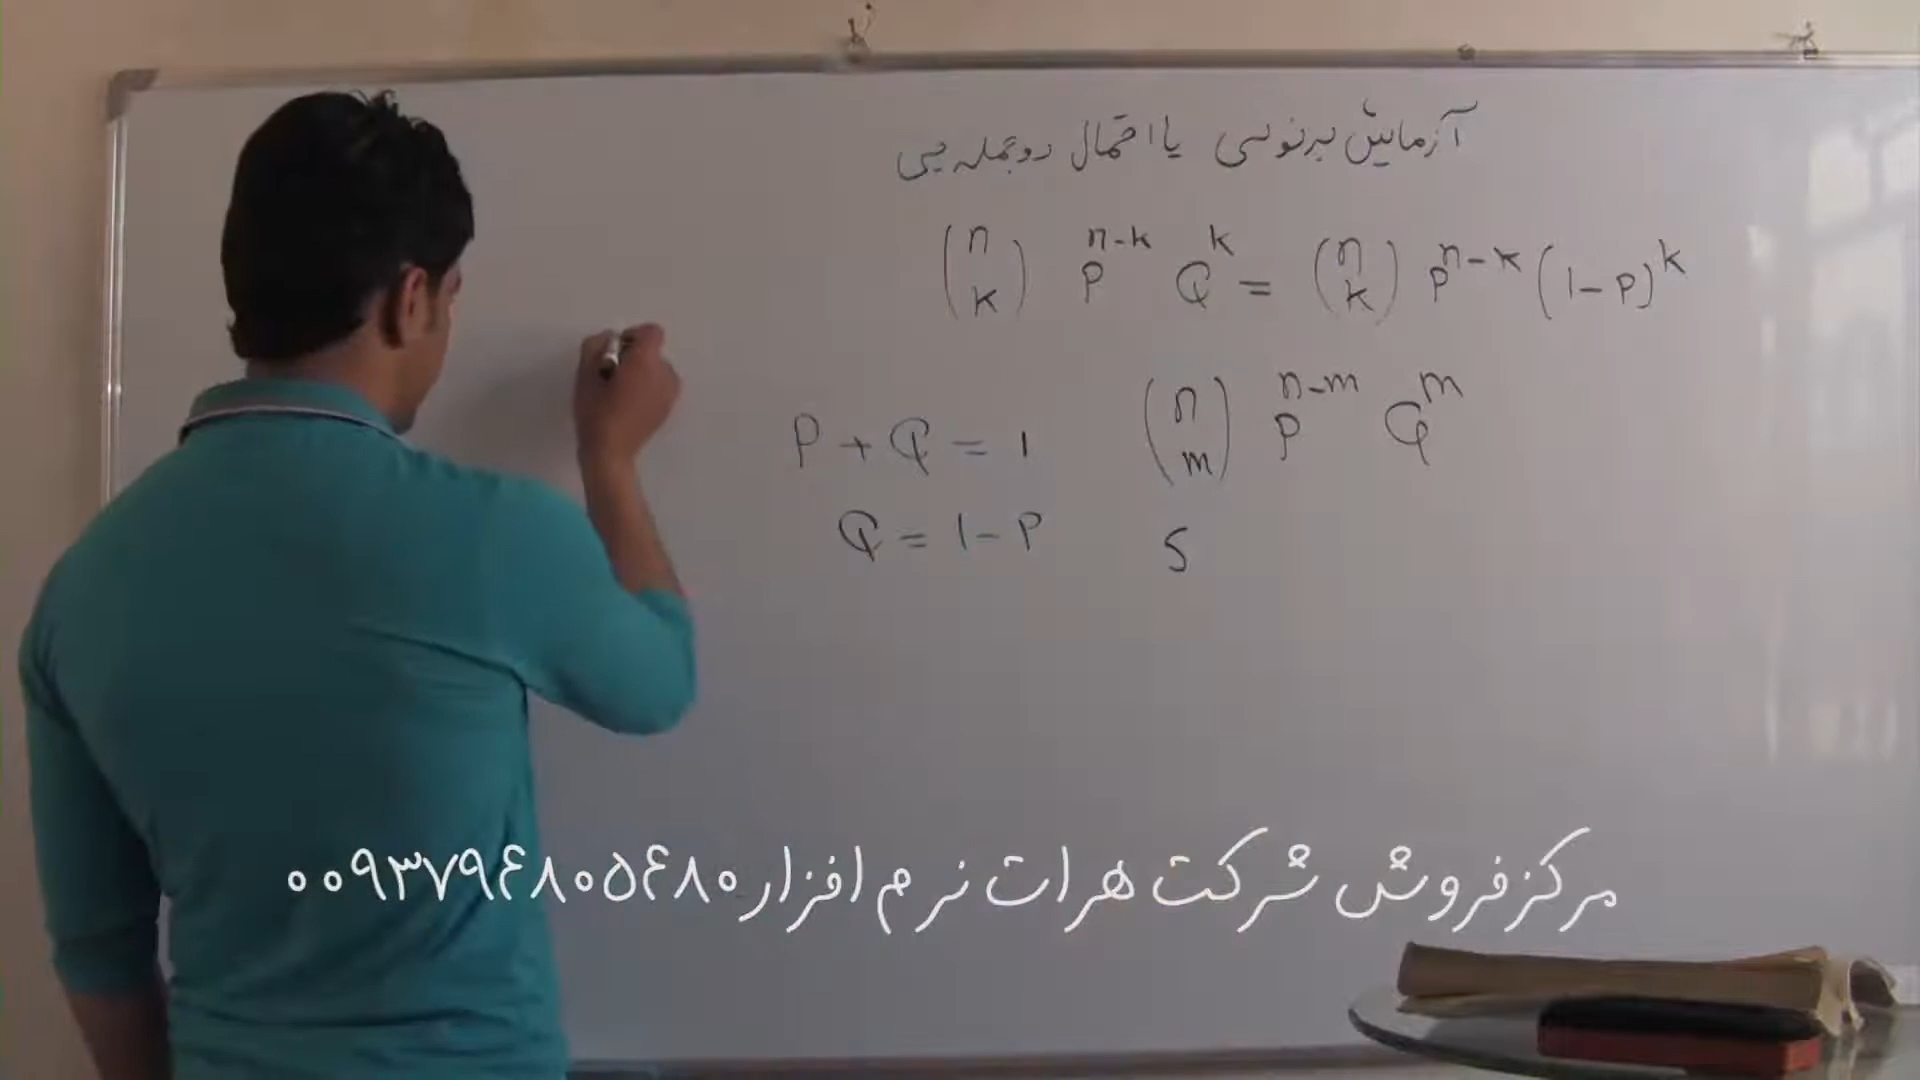 آزمایش برنولی یا احتمال دوجمله یی
(n k) P^{n-k} Q^k = (n k) P^{n-k} (1-P)^k
(n m) P^{n-m} Q^m
P + Q = 1
Q = 1 - P
S
مرکز فروش شرکت هرات نرم افزار ۰۰۹۳۷۹۶۸۰۵۶۸۰